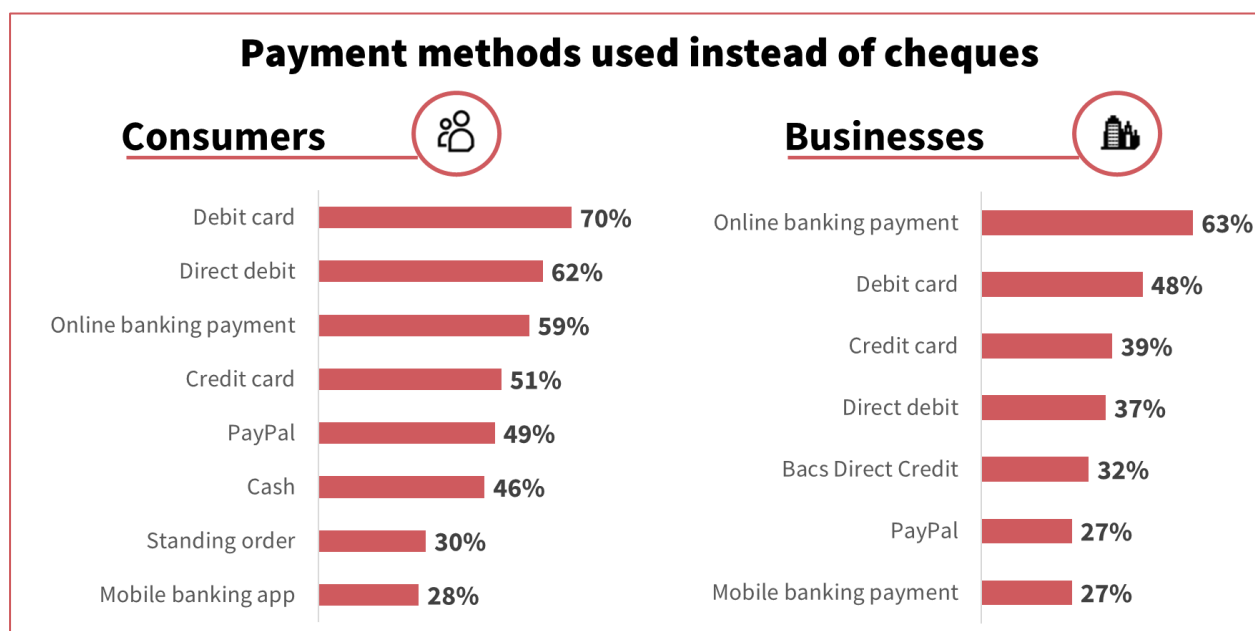 Payment methods used instead of cheques
Consumers
Debit card 70%
Direct debit 62%
Online banking payment 59%
Credit card 51%
PayPal 49%
Cash 46%
Standing order 30%
Mobile banking app 28%
Businesses
Online banking payment 63%
Debit card 48%
Credit card 39%
Direct debit 37%
Bacs Direct Credit 32%
PayPal 27%
Mobile banking payment 27%